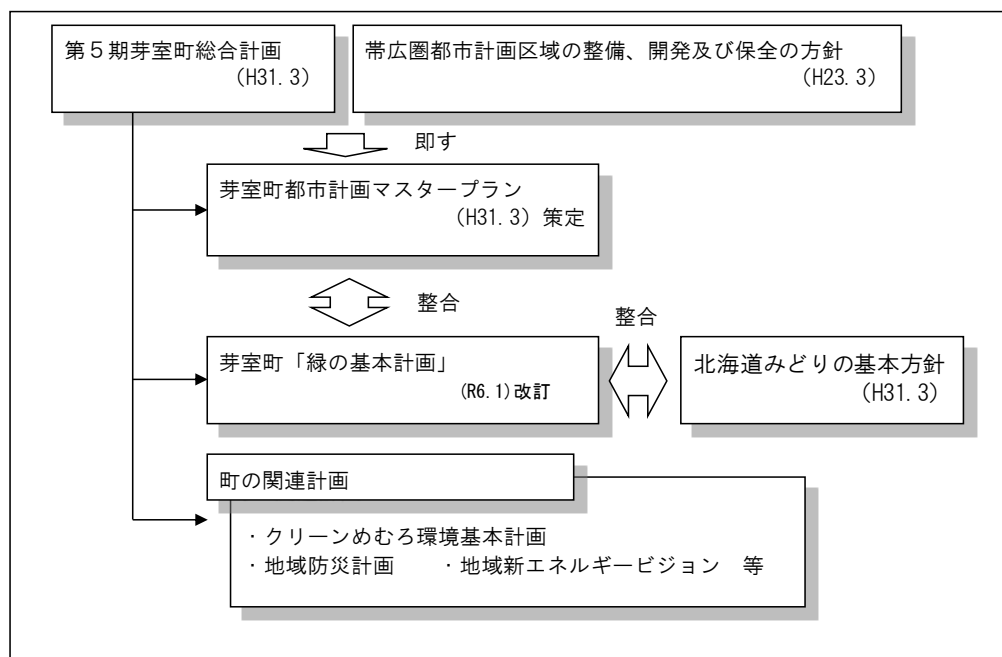 第５期芽室町総合計画
（H31.3）
帯広圏都市計画区域の整備、開発及び保全の方針
（H23.3）
即す
芽室町都市計画マスタープラン
（H31.3）策定
整合
整合
芽室町「緑の基本計画」
(R6.1)改訂
北海道みどりの基本方針
（H31.3）
町の関連計画
・クリーンめむろ環境基本計画
・地域防災計画　　・地域新エネルギービジョン　等